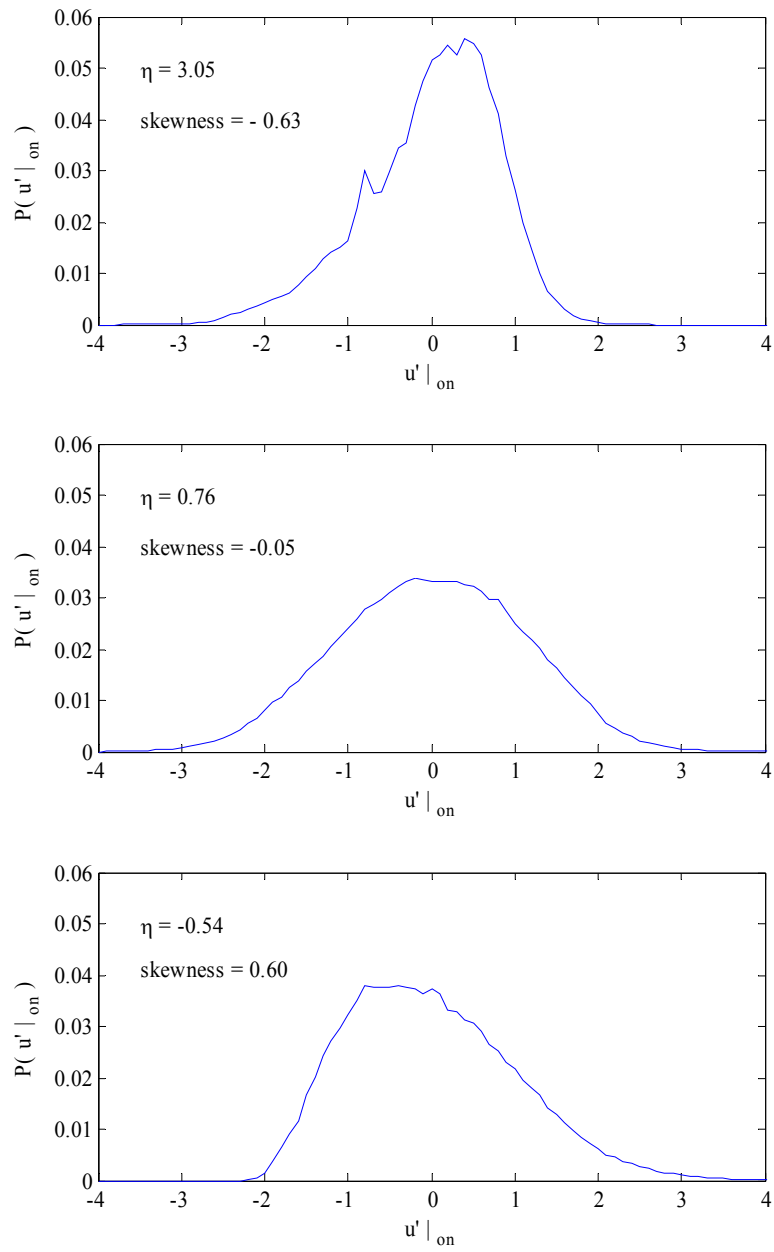 0.06
0.05
0.04
0.03
0.02
0.01
0
P( u' | on )
η = 3.05
skewness = - 0.63
-4 -3 -2 -1 0 1 2 3 4
u' | on
0.06
0.05
0.04
0.03
0.02
0.01
0
P( u' | on )
η = 0.76
skewness = -0.05
-4 -3 -2 -1 0 1 2 3 4
u' | on
0.06
0.05
0.04
0.03
0.02
0.01
0
P( u' | on )
η = -0.54
skewness = 0.60
-4 -3 -2 -1 0 1 2 3 4
u' | on